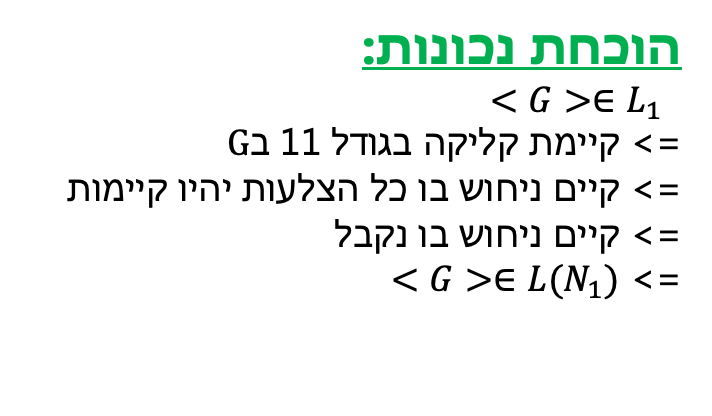 הוכחת נכונות:
< G >∈ L₁
=> קיימת קליקה בגודל 11 בG
=> קיים ניחוש בו כל הצלעות יהיו קיימות
=> קיים ניחוש בו נקבל
=> < G >∈ L(N₁)